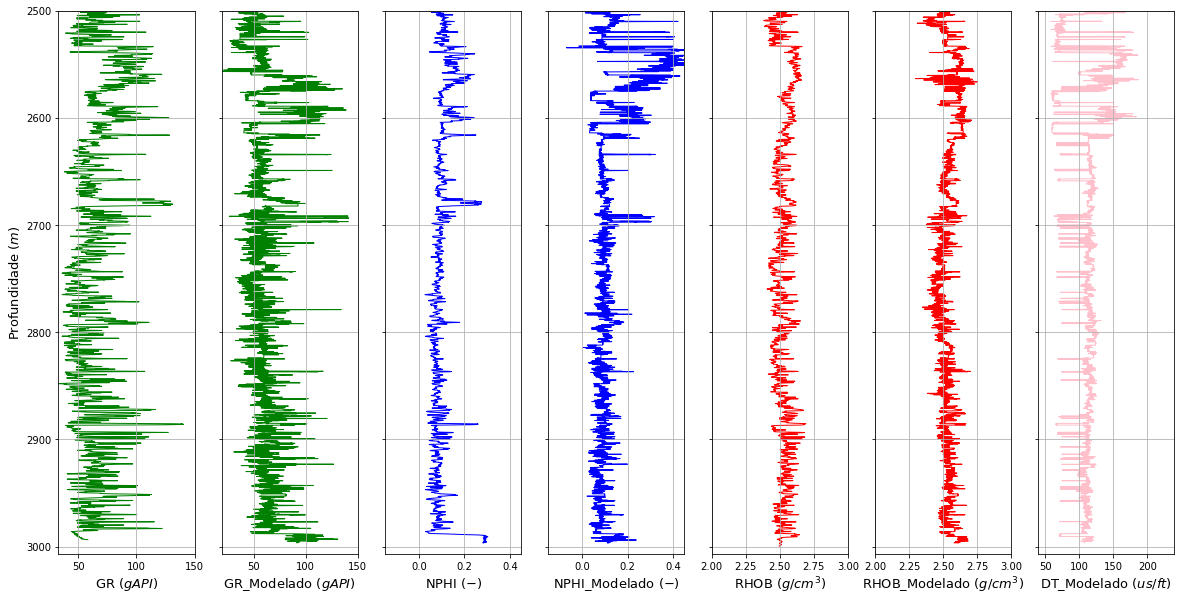 2500
2600
2700
2800
2900
3000
Profundidade (m)
50 100 150
GR (gAPI)
50 100 150
GR_Modelado (gAPI)
0.0 0.2 0.4
NPHI (−)
0.0 0.2 0.4
NPHI_Modelado (−)
2.00 2.25 2.50 2.75 3.00
RHOB (g/cm³)
2.00 2.25 2.50 2.75 3.00
RHOB_Modelado (g/cm³)
50 100 150 200
DT_Modelado (us/ft)